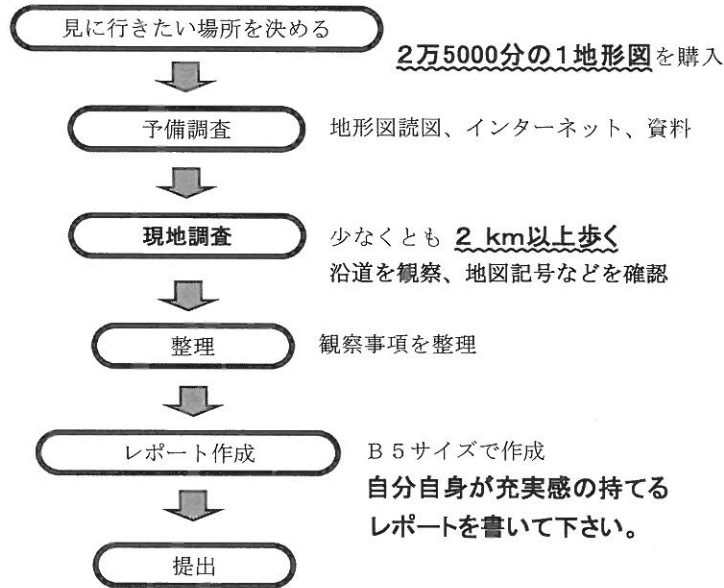 見に行きたい場所を決める
2万5000分の1地形図を購入
予備調査
地形図読図、インターネット、資料
現地調査
少なくとも 2 km以上歩く
沿道を観察、地図記号などを確認
整理
観察事項を整理
レポート作成
B5サイズで作成
自分自身が充実感の持てる
レポートを書いて下さい。
提出